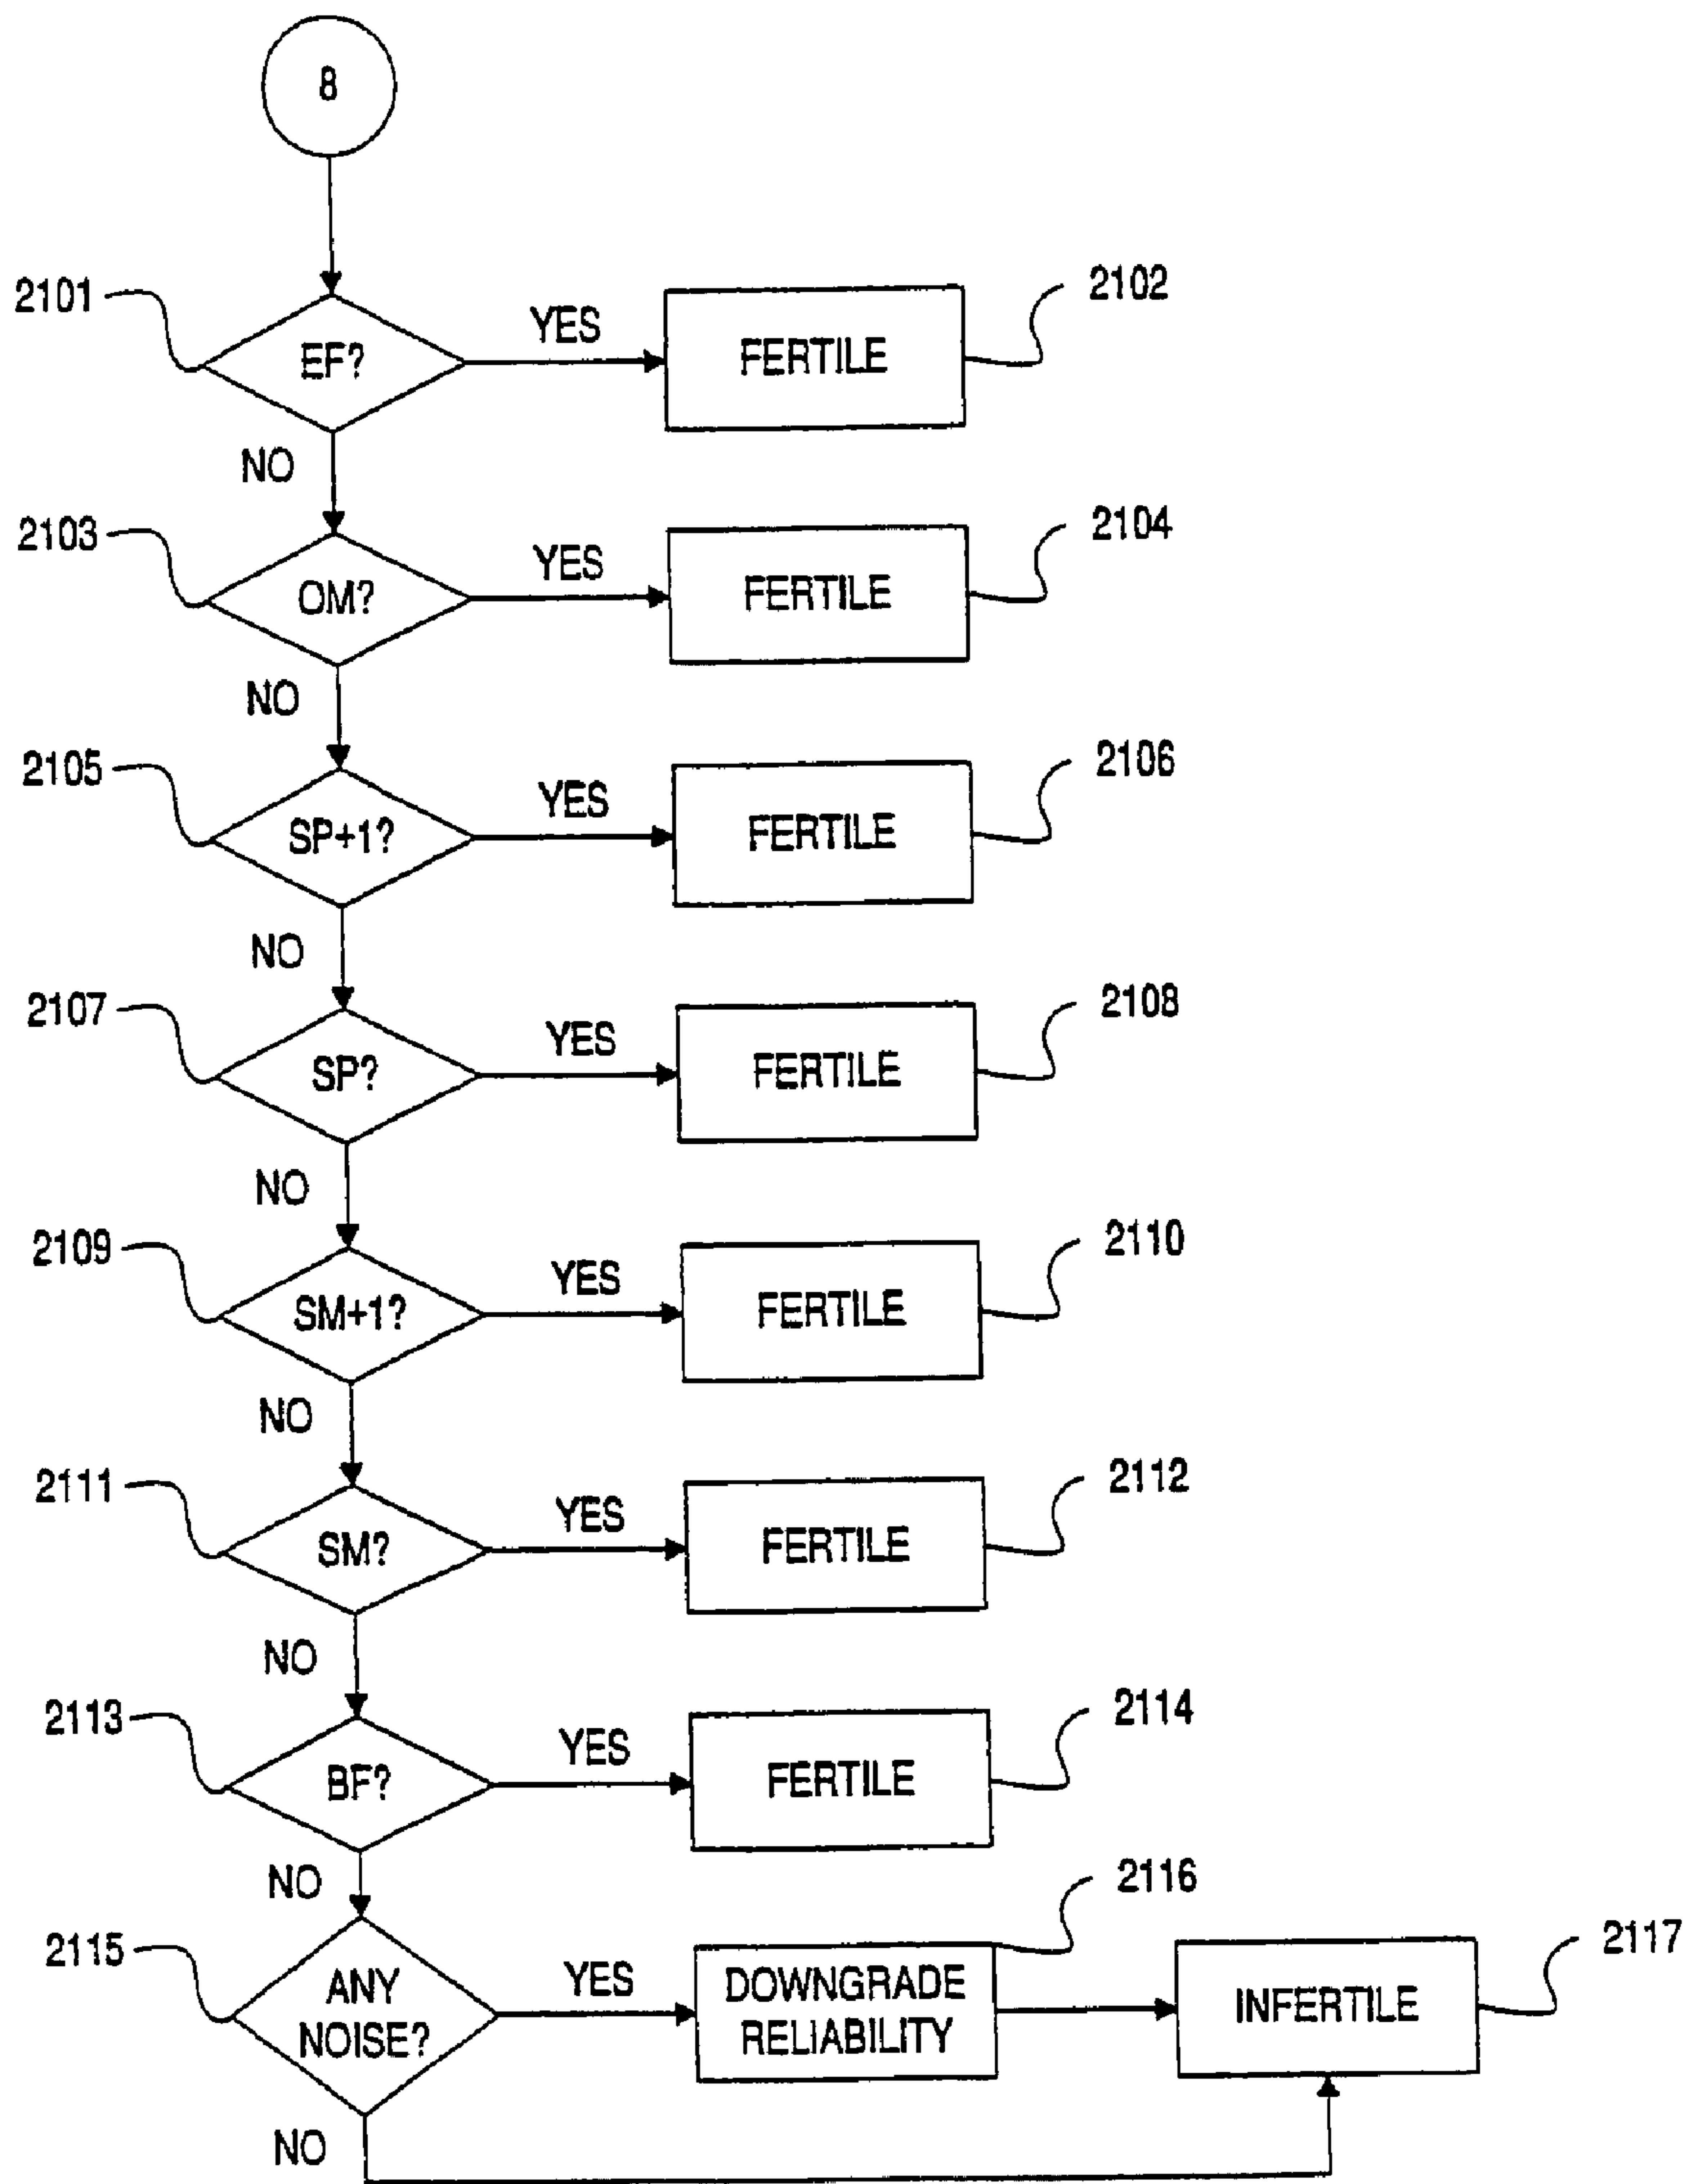 8
2101
EF?
YES
FERTILE
2102
NO
2103
OM?
YES
FERTILE
2104
NO
2105
SP+1?
YES
FERTILE
2106
NO
2107
SP?
YES
FERTILE
2108
NO
2109
SM+1?
YES
FERTILE
2110
NO
2111
SM?
YES
FERTILE
2112
NO
2113
BF?
YES
FERTILE
2114
NO
2115
ANY
NOISE?
YES
DOWNGRADE
RELIABILITY
2116
INFERTILE
2117
NO